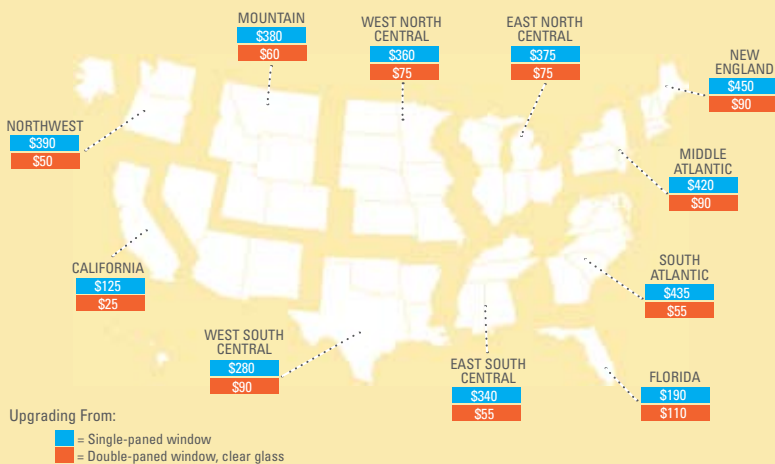 MOUNTAIN
$380
$60
WEST NORTH
CENTRAL
$360
$75
EAST NORTH
CENTRAL
$375
$75
NEW
ENGLAND
$450
$90
NORTHWEST
$390
$50
MIDDLE
ATLANTIC
$420
$90
CALIFORNIA
$125
$25
SOUTH
ATLANTIC
$435
$55
WEST SOUTH
CENTRAL
$280
$90
EAST SOUTH
CENTRAL
$340
$55
FLORIDA
$190
$110
Upgrading From:
= Single-paned window
= Double-paned window, clear glass